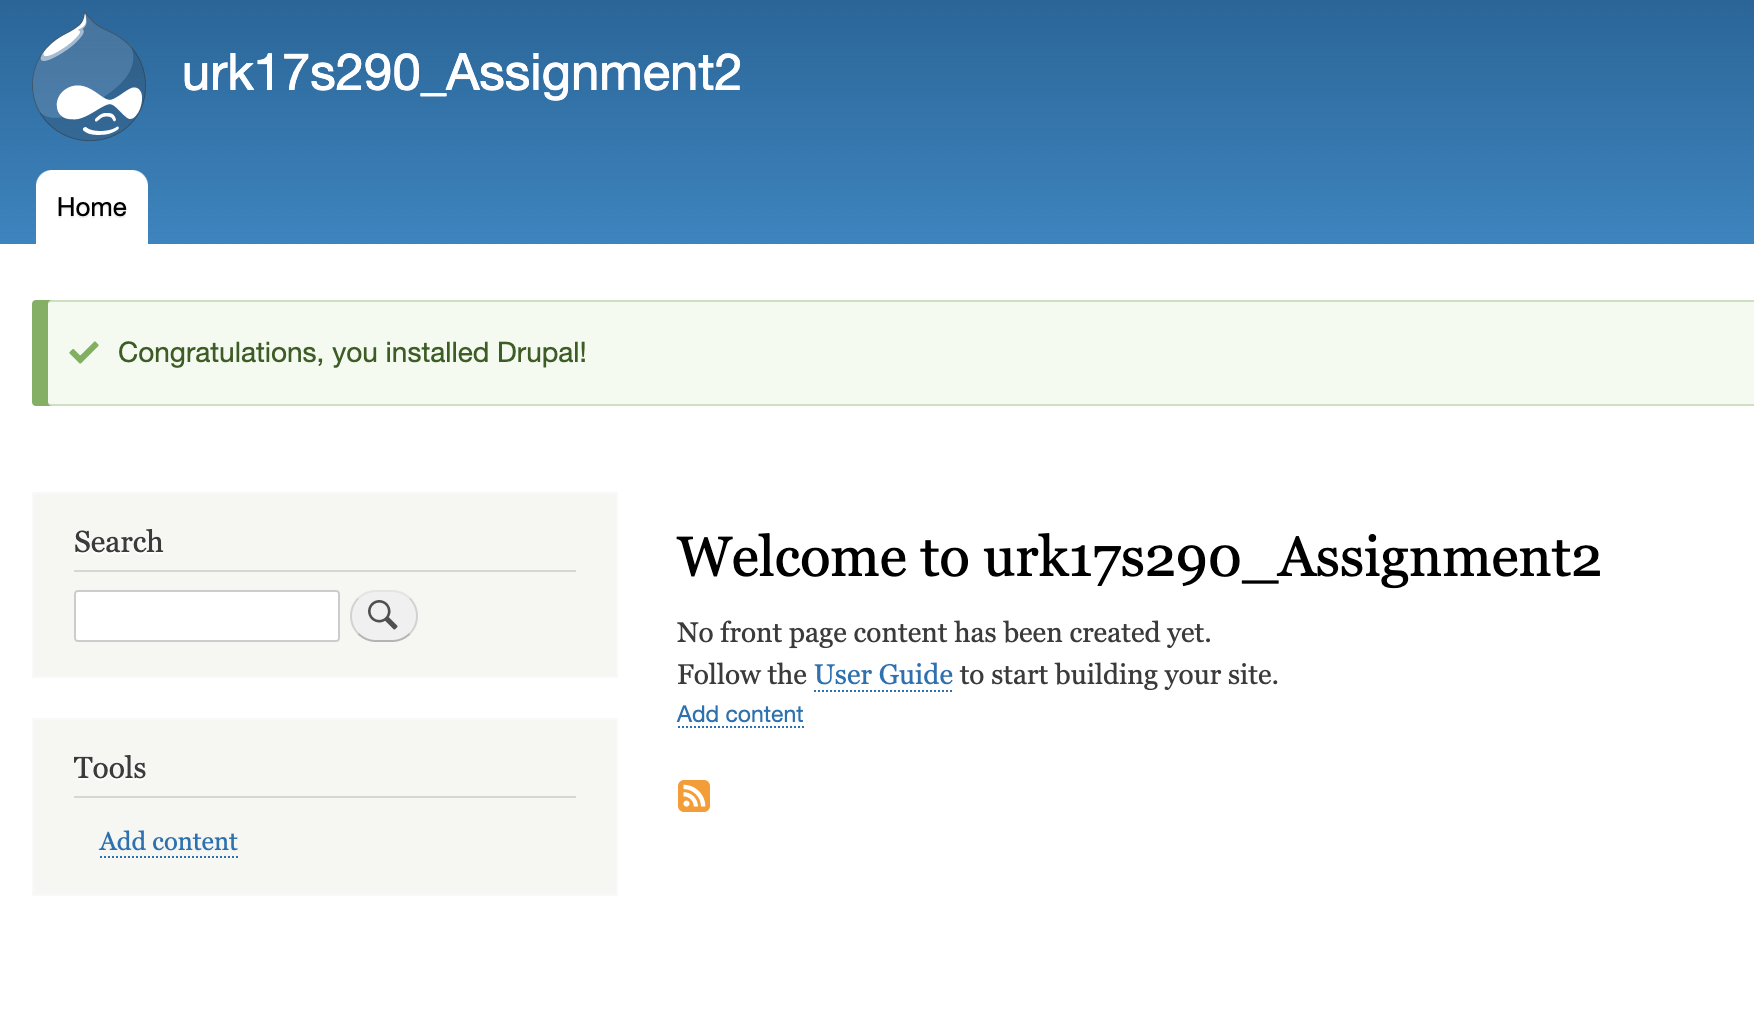 urk17s290_Assignment2
Home
Congratulations, you installed Drupal!
Search
Tools
Add content
Welcome to urk17s290_Assignment2
No front page content has been created yet.
Follow the User Guide to start building your site.
Add content